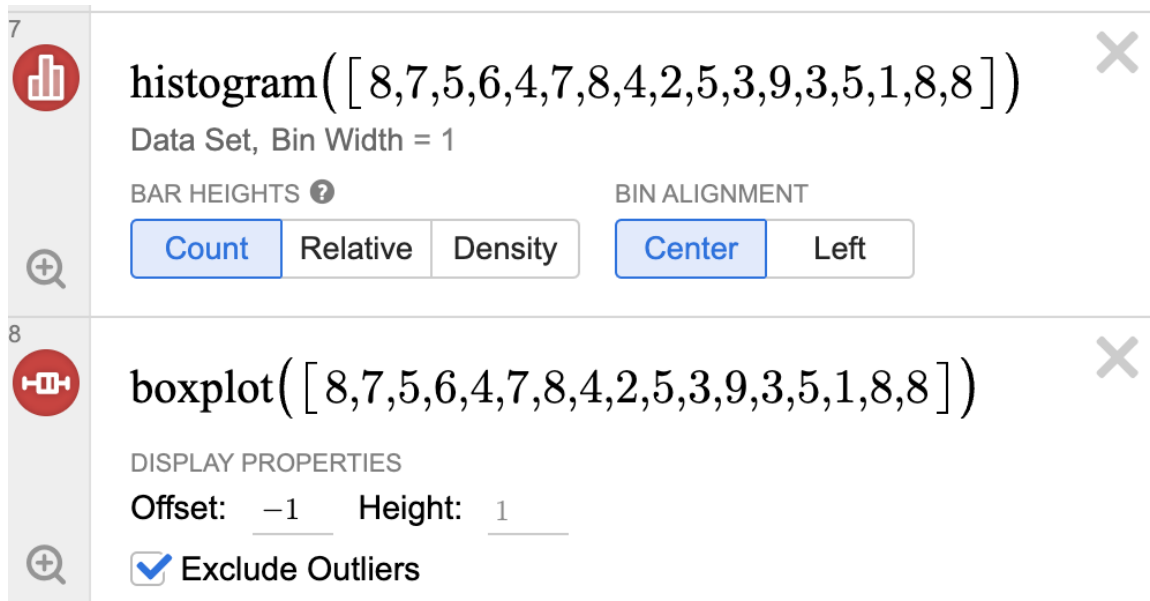 7
histogram([8,7,5,6,4,7,8,4,2,5,3,9,3,5,1,8,8])
Data Set, Bin Width = 1
BAR HEIGHTS ? BIN ALIGNMENT
Count Relative Density Center Left
8
boxplot([8,7,5,6,4,7,8,4,2,5,3,9,3,5,1,8,8])
DISPLAY PROPERTIES
Offset: −1 Height: 1
Exclude Outliers